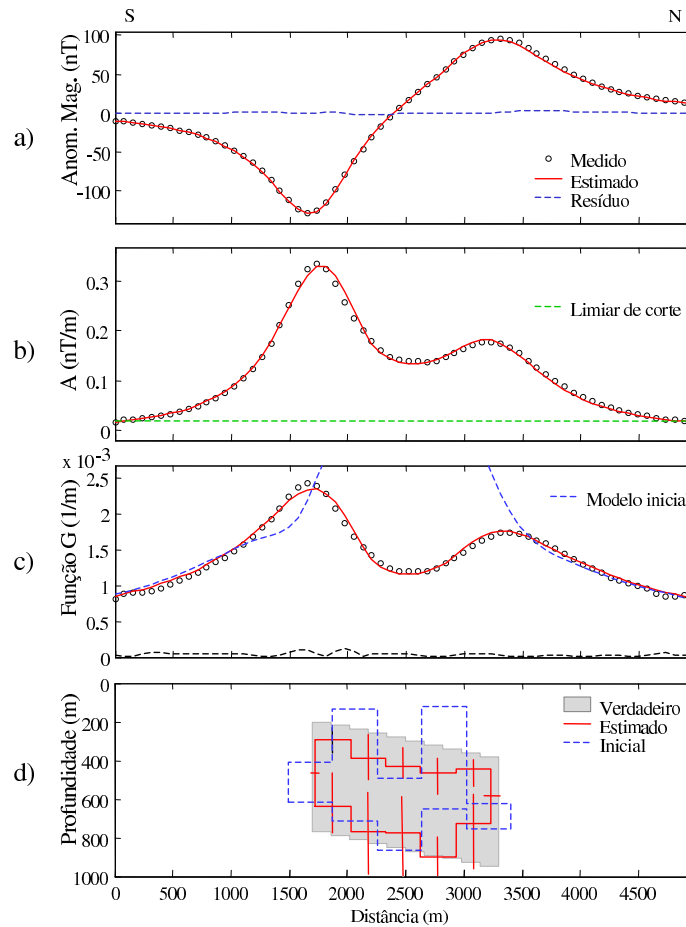 S
N
a)
Anom. Mag. (nT)
100
50
0
-50
-100
Medido
Estimado
Resíduo
b)
A (nT/m)
0.3
0.2
0.1
0
Limiar de corte
c)
Função G (1/m)
x 10-3
2.5
2
1.5
1
0.5
0
Modelo inicia
d)
Profundidade (m)
0
200
400
600
800
1000
Verdadeiro
Estimado
Inicial
0 500 1000 1500 2000 2500 3000 3500 4000 4500
Distância (m)